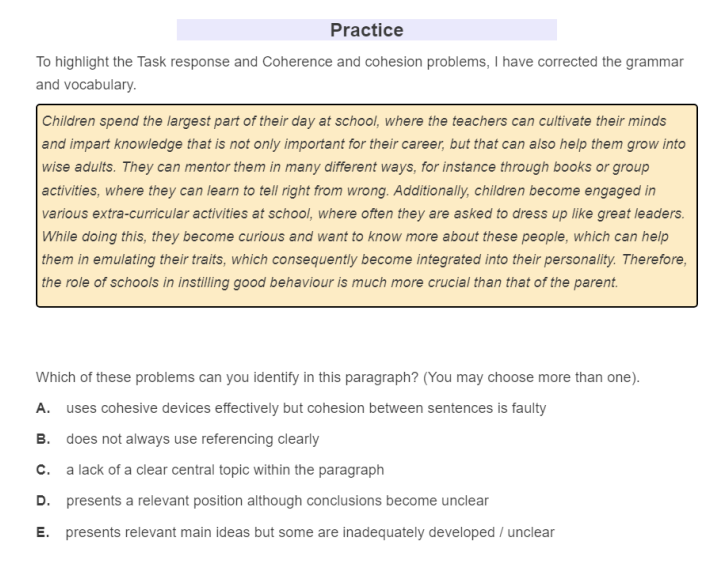 Practice
To highlight the Task response and Coherence and cohesion problems, I have corrected the grammar
and vocabulary.
Children spend the largest part of their day at school, where the teachers can cultivate their minds
and impart knowledge that is not only important for their career, but that can also help them grow into
wise adults. They can mentor them in many different ways, for instance through books or group
activities, where they can learn to tell right from wrong. Additionally, children become engaged in
various extra-curricular activities at school, where often they are asked to dress up like great leaders.
While doing this, they become curious and want to know more about these people, which can help
them in emulating their traits, which consequently become integrated into their personality. Therefore,
the role of schools in instilling good behaviour is much more crucial than that of the parent.
Which of these problems can you identify in this paragraph? (You may choose more than one).
A. uses cohesive devices effectively but cohesion between sentences is faulty
B. does not always use referencing clearly
C. a lack of a clear central topic within the paragraph
D. presents a relevant position although conclusions become unclear
E. presents relevant main ideas but some are inadequately developed / unclear